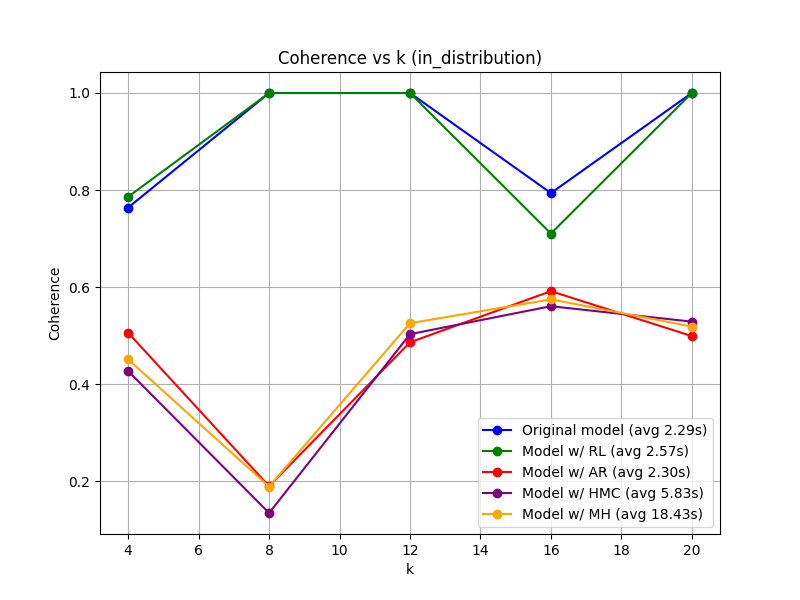 Coherence vs k (in_distribution)
Coherence
1.0
0.8
0.6
0.4
0.2
Original model (avg 2.29s)
Model w/ RL (avg 2.57s)
Model w/ AR (avg 2.30s)
Model w/ HMC (avg 5.83s)
Model w/ MH (avg 18.43s)
4 6 8 10 12 14 16 18 20
k